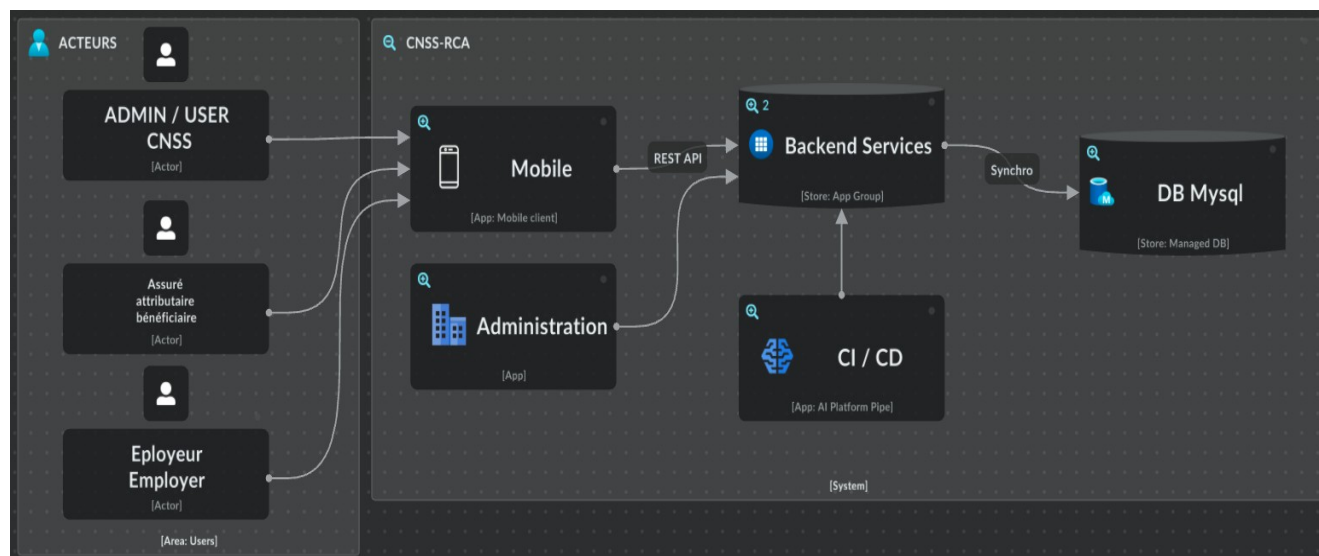 ACTEURS
ADMIN / USER
CNSS
[Actor]
Assuré
attributaire
bénéficiaire
[Actor]
Eployeur
Employer
[Actor]
[Area: Users]
CNSS-RCA
Mobile
[App: Mobile client]
REST API
Administration
[App]
2
Backend Services
[Store: App Group]
Synchro
M
DB Mysql
[Store: Managed DB]
CI / CD
[App: AI Platform Pipe]
[System]